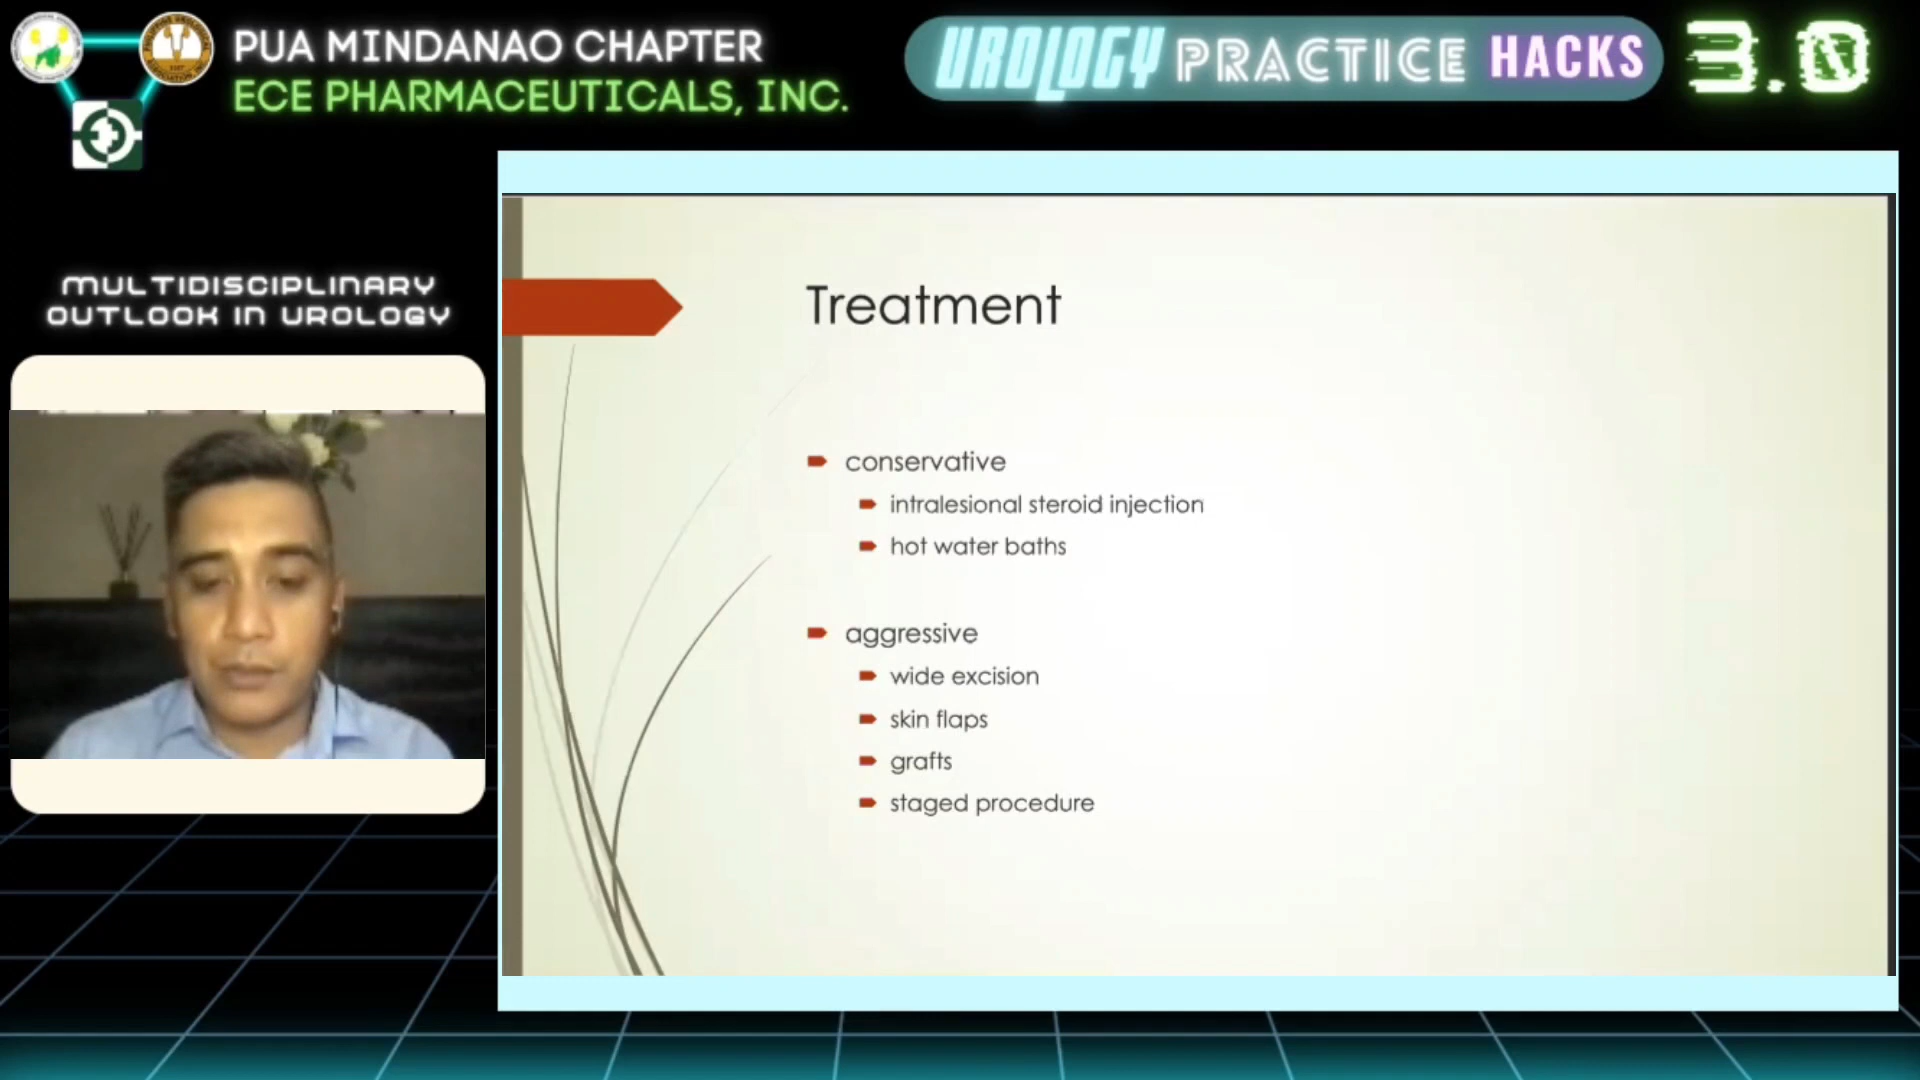 PUA MINDANAO CHAPTER
ECE PHARMACEUTICALS, INC.
UROLOGY PRACTICE HACKS 3.0
MULTIDISCIPLINARY
OUTLOOK IN UROLOGY
Treatment
conservative
intralesional steroid injection
hot water baths
aggressive
wide excision
skin flaps
grafts
staged procedure